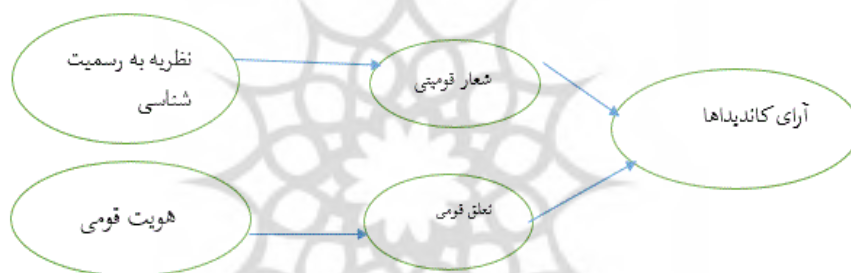 نظریه به رسمیت
شناسی
شعار قومیتی
آرای کاندیداها
هویت قومی
تعلق قومی